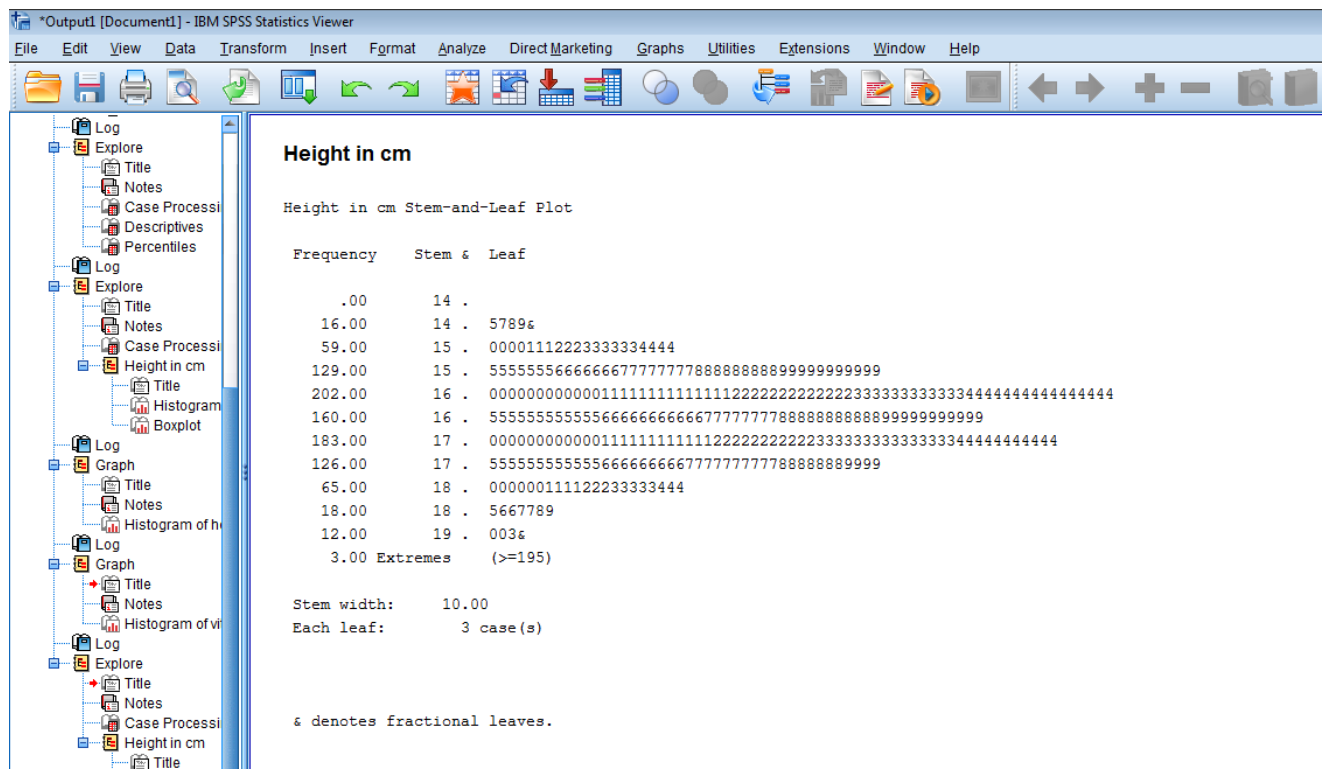 *Output1 [Document1] - IBM SPSS Statistics Viewer
File Edit View Data Transform Insert Format Analyze Direct Marketing Graphs Utilities Extensions Window Help
Log
Explore
Title
Notes
Case Processi
Descriptives
Percentiles
Log
Explore
Title
Notes
Case Processi
Height in cm
Title
Histogram
Boxplot
Log
Graph
Title
Notes
Histogram of h
Log
Graph
Title
Notes
Histogram of vi
Log
Explore
Title
Notes
Case Processi
Height in cm
Title
Height in cm
Height in cm Stem-and-Leaf Plot
Frequency Stem & Leaf
.00 14 .
16.00 14 . 5789&
59.00 15 . 00001112223333334444
129.00 15 . 555555566666667777777788888888899999999999
202.00 16 . 0000000000001111111111111122222222222223333333333333444444444444444
160.00 16 . 55555555555556666666666677777777888888888899999999999
183.00 17 . 0000000000001111111111112222222222233333333333333344444444444
126.00 17 . 555555555555566666666677777777778888888999
65.00 18 . 000000111122233333444
18.00 18 . 5667789
12.00 19 . 003&
3.00 Extremes (>=195)
Stem width: 10.00
Each leaf: 3 case(s)
& denotes fractional leaves.